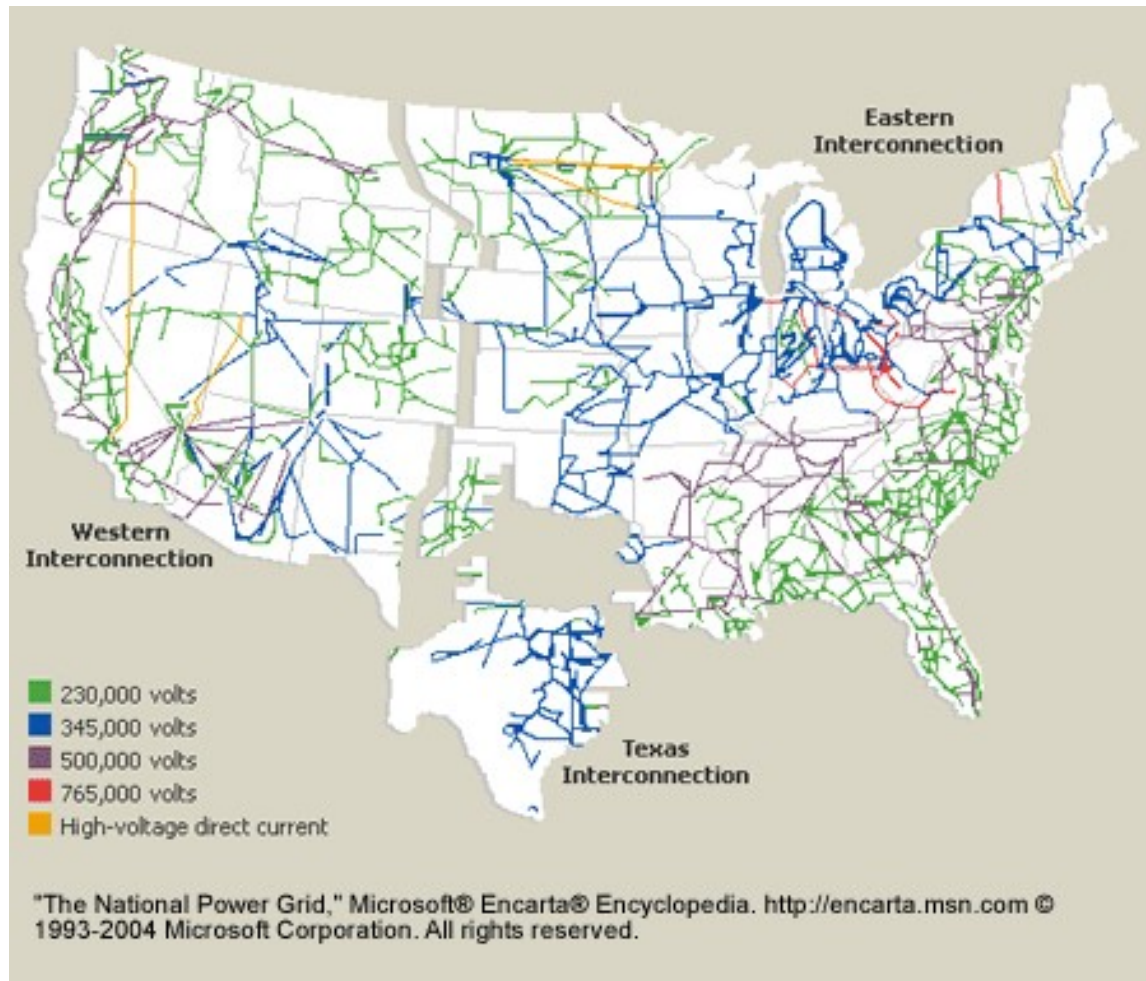 Eastern
Interconnection
Western
Interconnection
Texas
Interconnection
230,000 volts
345,000 volts
500,000 volts
765,000 volts
High-voltage direct current
"The National Power Grid," Microsoft® Encarta® Encyclopedia. http://encarta.msn.com ©
1993-2004 Microsoft Corporation. All rights reserved.